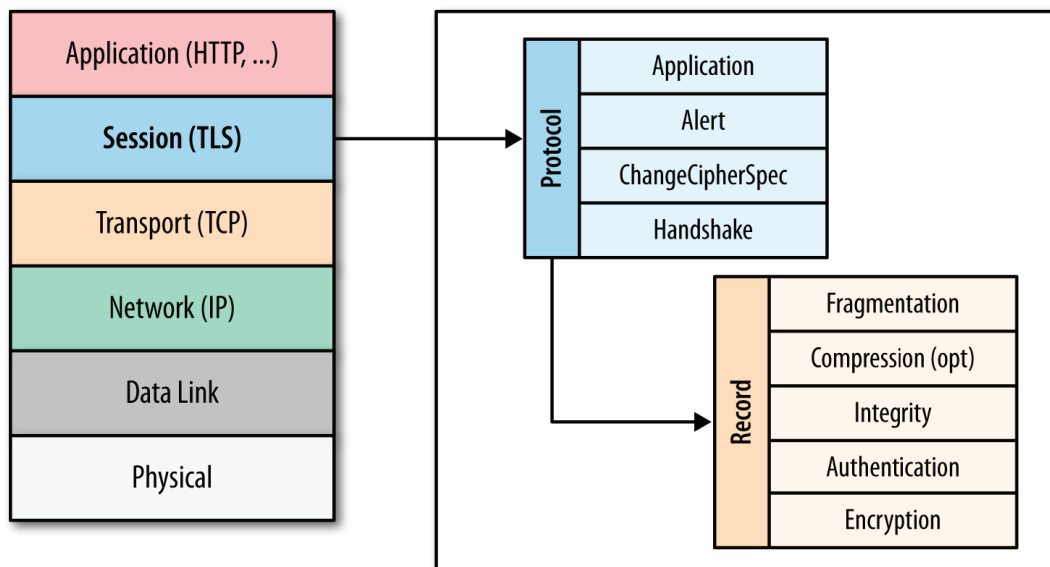 Application (HTTP, ...)
Session (TLS)
Transport (TCP)
Network (IP)
Data Link
Physical
Protocol
Application
Alert
ChangeCipherSpec
Handshake
Record
Fragmentation
Compression (opt)
Integrity
Authentication
Encryption